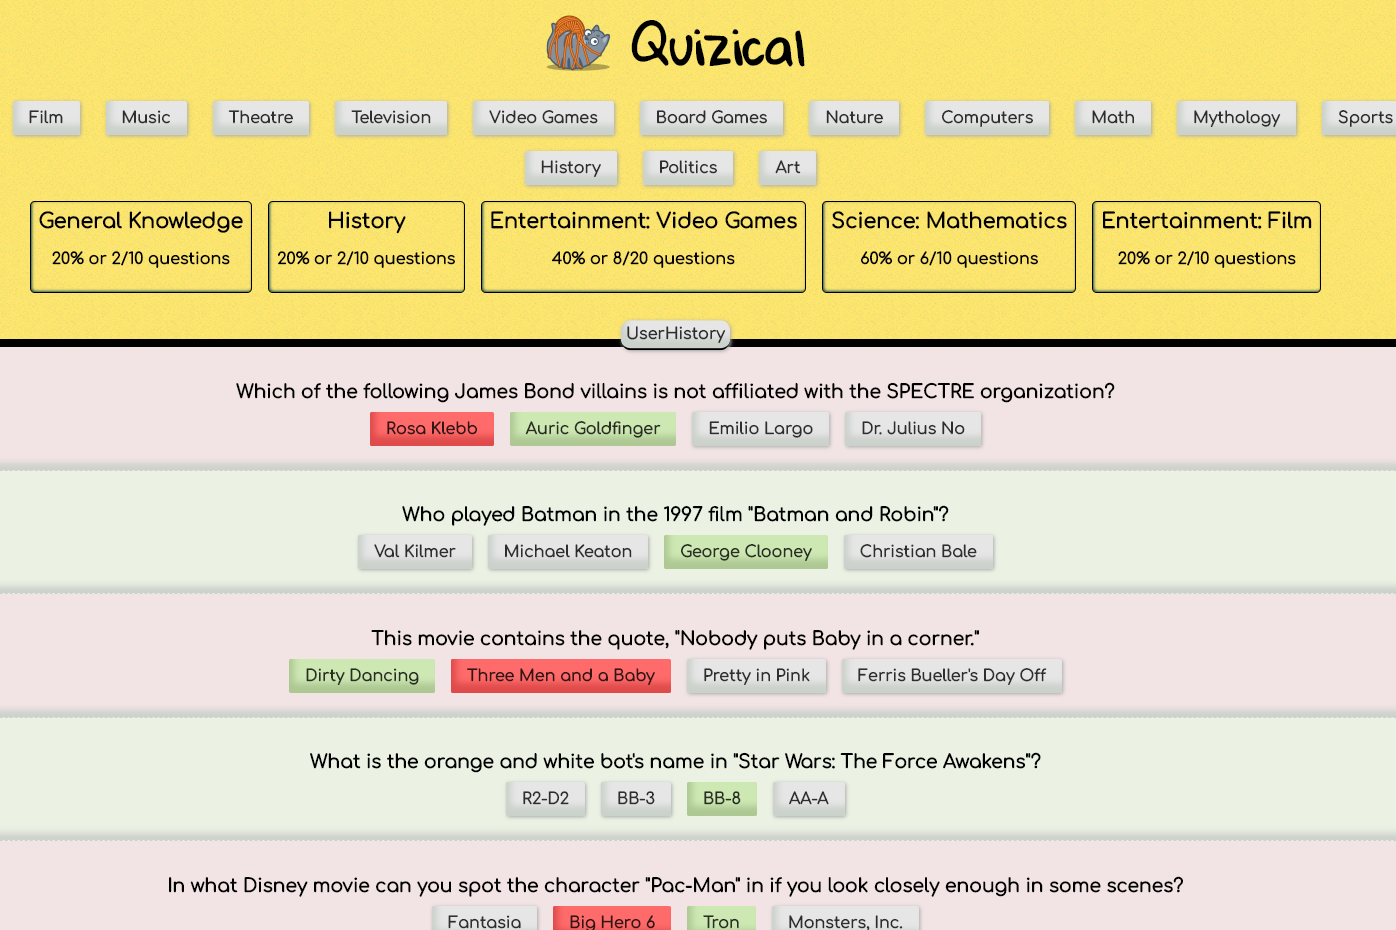 Quizical
Film Music Theatre Television Video Games Board Games Nature Computers Math Mythology Sports
History Politics Art
General Knowledge History Entertainment: Video Games Science: Mathematics Entertainment: Film
20% or 2/10 questions 20% or 2/10 questions 40% or 8/20 questions 60% or 6/10 questions 20% or 2/10 questions
UserHistory
Which of the following James Bond villains is not affiliated with the SPECTRE organization?
Rosa Klebb Auric Goldfinger Emilio Largo Dr. Julius No
Who played Batman in the 1997 film "Batman and Robin"?
Val Kilmer Michael Keaton George Clooney Christian Bale
This movie contains the quote, "Nobody puts Baby in a corner."
Dirty Dancing Three Men and a Baby Pretty in Pink Ferris Bueller's Day Off
What is the orange and white bot's name in "Star Wars: The Force Awakens"?
R2-D2 BB-3 BB-8 AA-A
In what Disney movie can you spot the character "Pac-Man" in if you look closely enough in some scenes?
Fantasia Big Hero 6 Tron Monsters, Inc.